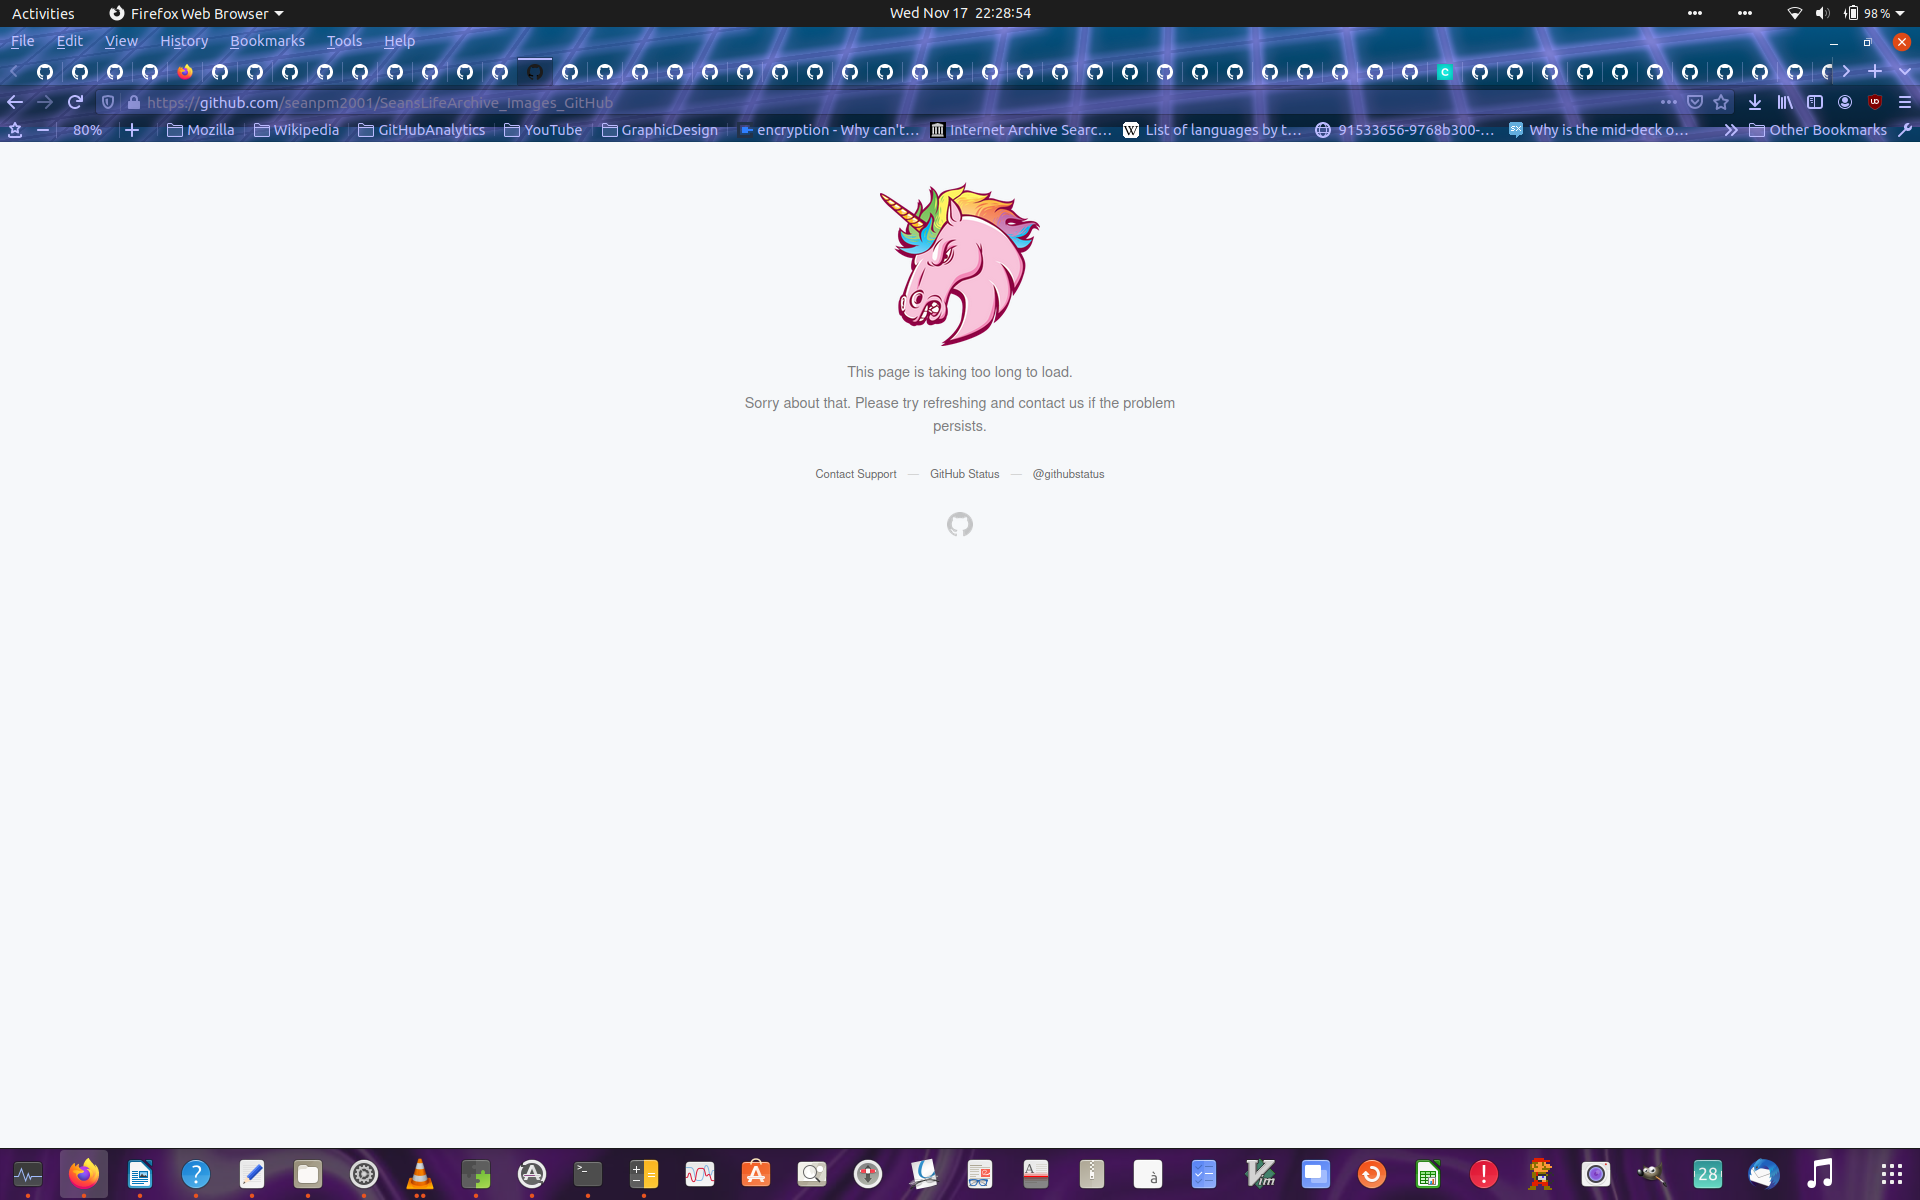 Activities Firefox Web Browser Wed Nov 17 22:28:54 98 %
File Edit View History Bookmarks Tools Help
C
https://github.com/seanpm2001/SeansLifeArchive_Images_GitHub
80% Mozilla Wikipedia GitHubAnalytics YouTube GraphicDesign encryption - Why can't… Internet Archive Searc… W List of languages by t… 91533656-9768b300-… Why is the mid-deck o… Other Bookmarks
This page is taking too long to load.
Sorry about that. Please try refreshing and contact us if the problem
persists.
Contact Support — GitHub Status — @githubstatus
? >_ A à Vim ! 28